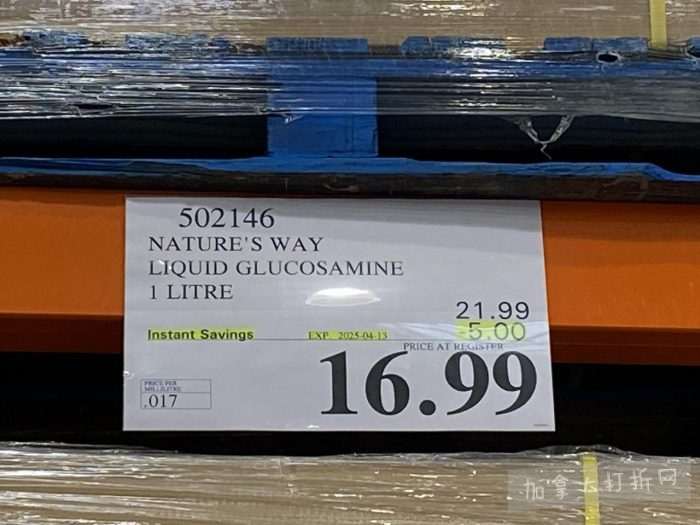 502146
NATURE'S WAY
LIQUID GLUCOSAMINE
1 LITRE
21.99
Instant Savings EXP. 2025-04-13 -5.00
PRICE AT REGISTER
16.99
PRICE PER
MILLILITRE
.017
加拿大打折网